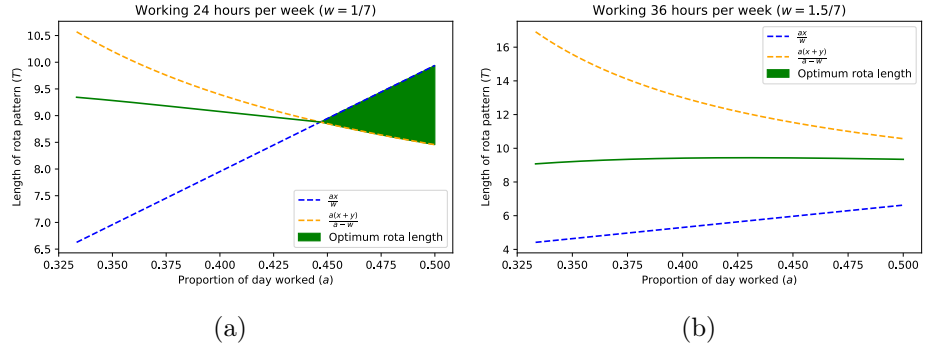 Working 24 hours per week (w = 1/7)
Length of rota pattern (T)
10.5
10.0
9.5
9.0
8.5
8.0
7.5
7.0
6.5
ax/w
a(x + y)/a − w
Optimum rota length
0.325 0.350 0.375 0.400 0.425 0.450 0.475 0.500
Proportion of day worked (a)
(a)
Working 36 hours per week (w = 1.5/7)
Length of rota pattern (T)
16
14
12
10
8
6
4
ax/w
a(x + y)/a − w
Optimum rota length
0.325 0.350 0.375 0.400 0.425 0.450 0.475 0.500
Proportion of day worked (a)
(b)